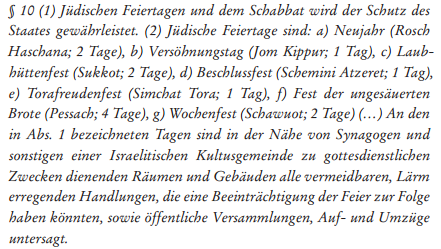 § 10 (1) Jüdischen Feiertagen und dem Schabbat wird der Schutz des
Staates gewährleistet. (2) Jüdische Feiertage sind: a) Neujahr (Rosch
Haschana; 2 Tage), b) Versöhnungstag (Jom Kippur; 1 Tag), c) Laub-
hüttenfest (Sukkot; 2 Tage), d) Beschlussfest (Schemini Atzeret; 1 Tag),
e) Torafreudenfest (Simchat Tora; 1 Tag), f) Fest der ungesäuerten
Brote (Pessach; 4 Tage), g) Wochenfest (Schawuot; 2 Tage) (…) An den
in Abs. 1 bezeichneten Tagen sind in der Nähe von Synagogen und
sonstigen einer Israelitischen Kultusgemeinde zu gottesdienstlichen
Zwecken dienenden Räumen und Gebäuden alle vermeidbaren, Lärm
erregenden Handlungen, die eine Beeinträchtigung der Feier zur Folge
haben könnten, sowie öffentliche Versammlungen, Auf- und Umzüge
untersagt.